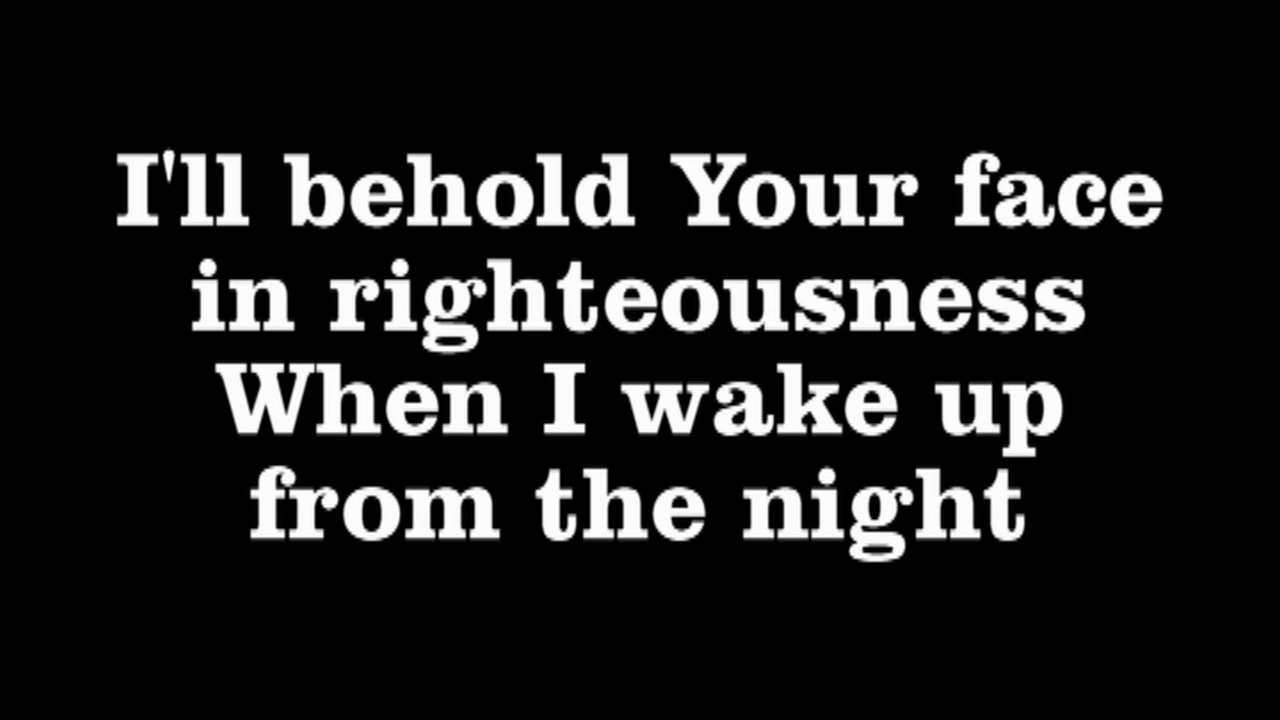 I'll behold Your face
in righteousness
When I wake up
from the night